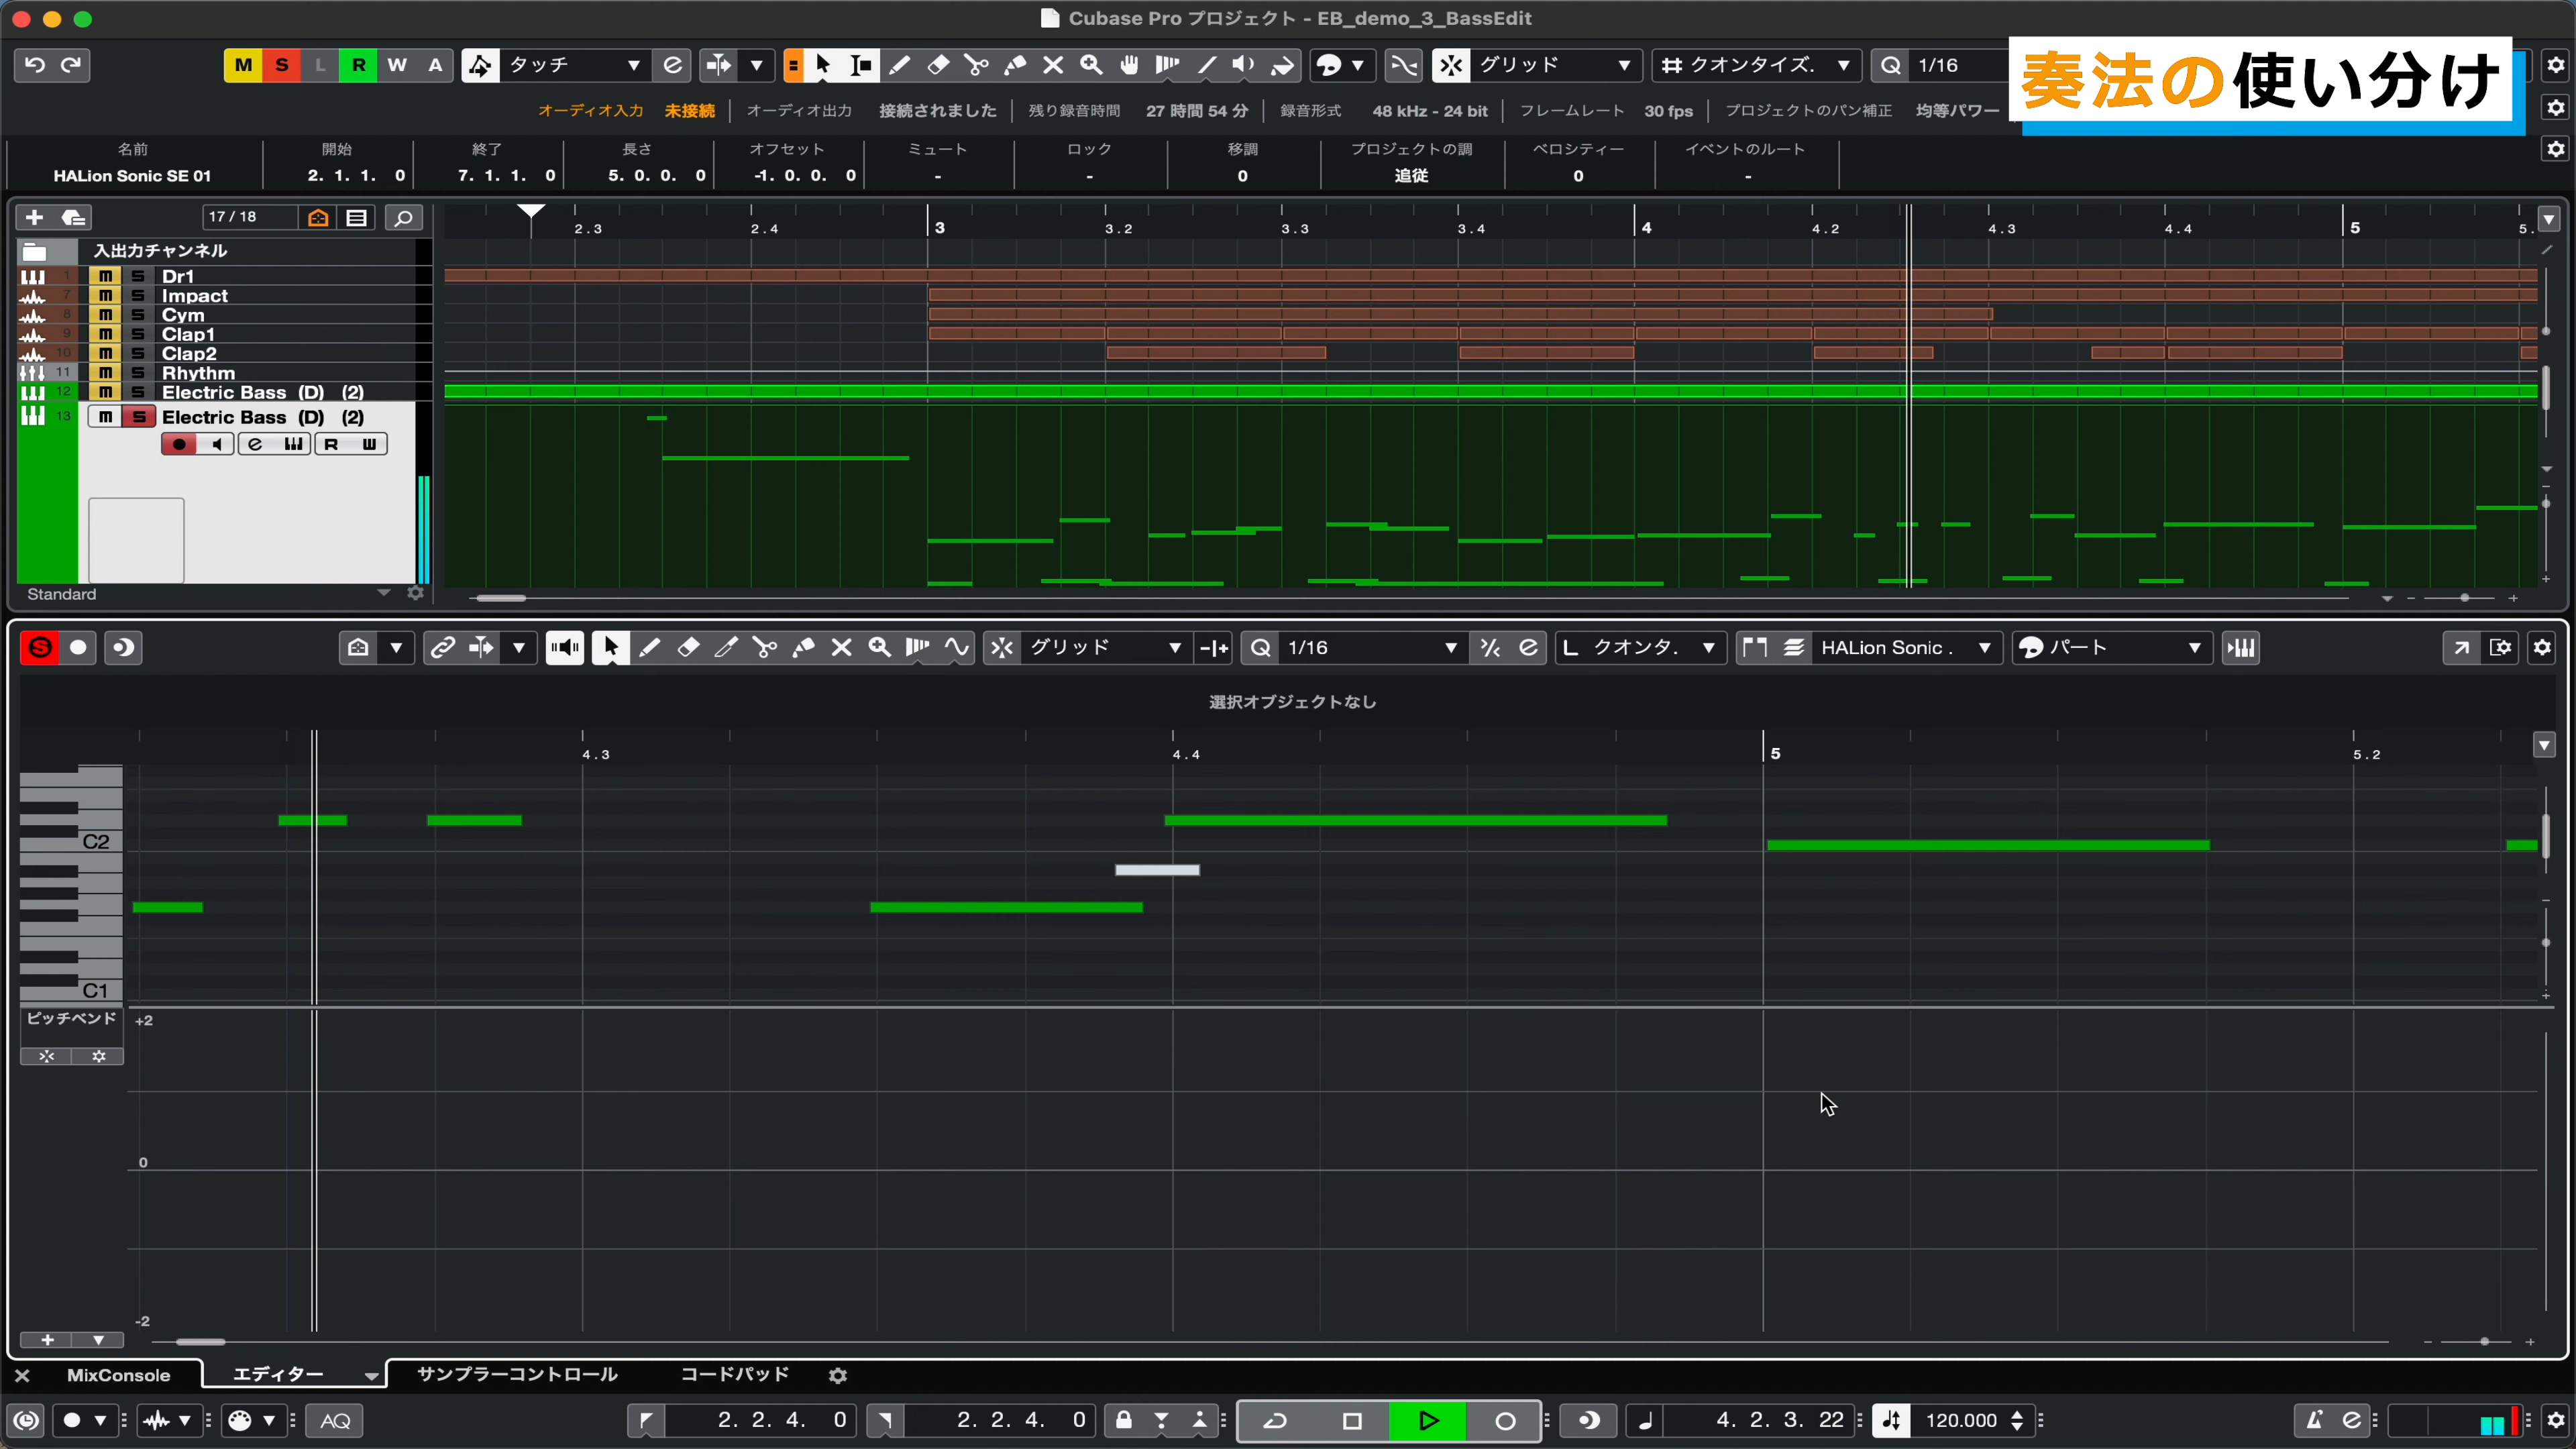 Cubase Pro プロジェクト - EB_demo_3_BassEdit
M S L R W A タッチ グリッド クオンタイズ. 1/16
奏法の使い分け
オーディオ入力 未接続 オーディオ出力 接続されました 残り録音時間 27 時間 54 分 録音形式 48 kHz - 24 bit フレームレート 30 fps プロジェクトのパン補正 均等パワー
名前 開始 終了 長さ オフセット ミュート ロック 移調 プロジェクトの調 ベロシティー イベントのルート
HALion Sonic SE 01 2. 1. 1. 0 7. 1. 1. 0 5. 0. 0. 0 -1. 0. 0. 0 - - 0 追従 0 -
17 / 18
2.3 2.4 3 3.2 3.3 3.4 4 4.2 4.3 4.4 5 5.
入出力チャンネル
1 m S Dr1
7 m S Impact
8 m S Cym
9 m S Clap1
10 m S Clap2
11 m S Rhythm
12 m S Electric Bass (D) (2)
13 m S Electric Bass (D) (2)
e R W
Standard
S グリッド Q 1/16 e L クオンタ. HALion Sonic . パート
選択オブジェクトなし
4.3 4.4 5 5.2
C2
C1
ピッチベンド +2
0
-2
MixConsole エディター サンプラーコントロール コードパッド
AQ 2. 2. 4. 0 2. 2. 4. 0 4. 2. 3. 22 120.000